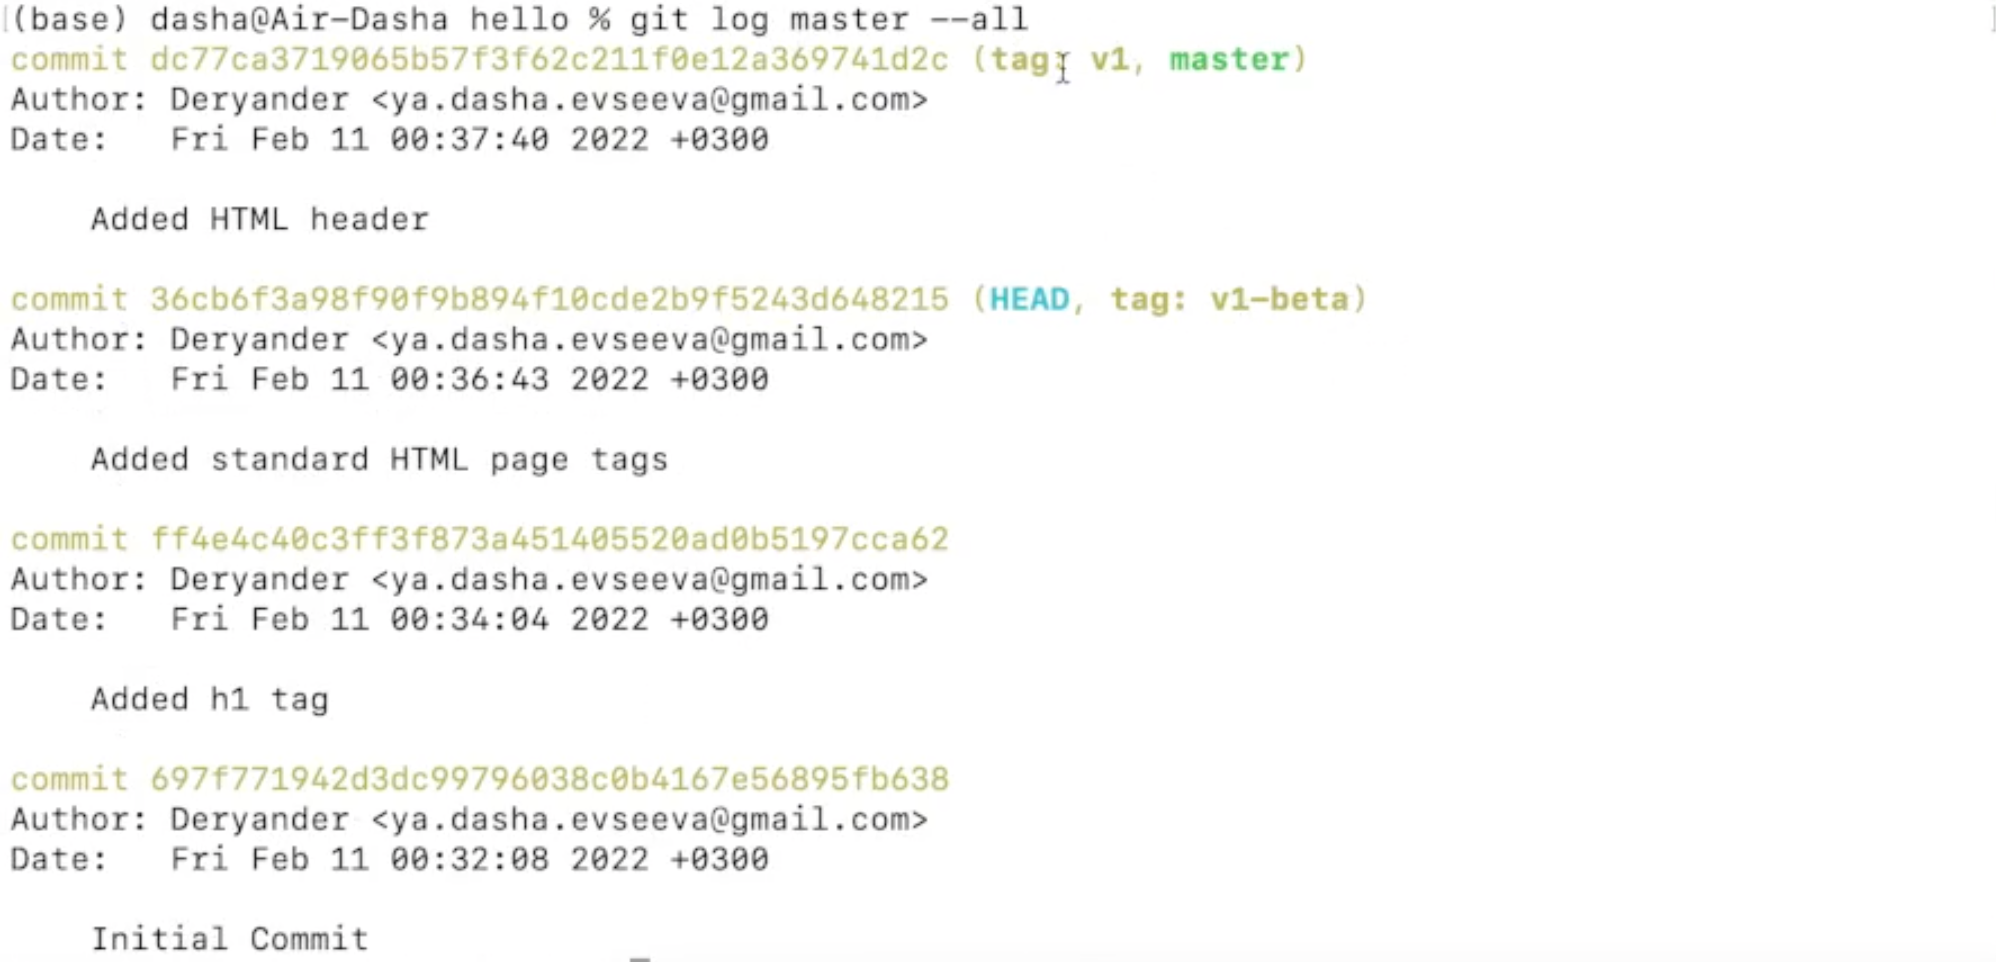 (base) dasha@Air-Dasha hello % git log master --all
commit dc77ca3719065b57f3f62c211f0e12a369741d2c (tag: v1, master)
Author: Deryander <ya.dasha.evseeva@gmail.com>
Date:   Fri Feb 11 00:37:40 2022 +0300
Added HTML header
commit 36cb6f3a98f90f9b894f10cde2b9f5243d648215 (HEAD, tag: v1-beta)
Author: Deryander <ya.dasha.evseeva@gmail.com>
Date:   Fri Feb 11 00:36:43 2022 +0300
Added standard HTML page tags
commit ff4e4c40c3ff3f873a451405520ad0b5197cca62
Author: Deryander <ya.dasha.evseeva@gmail.com>
Date:   Fri Feb 11 00:34:04 2022 +0300
Added h1 tag
commit 697f771942d3dc99796038c0b4167e56895fb638
Author: Deryander <ya.dasha.evseeva@gmail.com>
Date:   Fri Feb 11 00:32:08 2022 +0300
Initial Commit